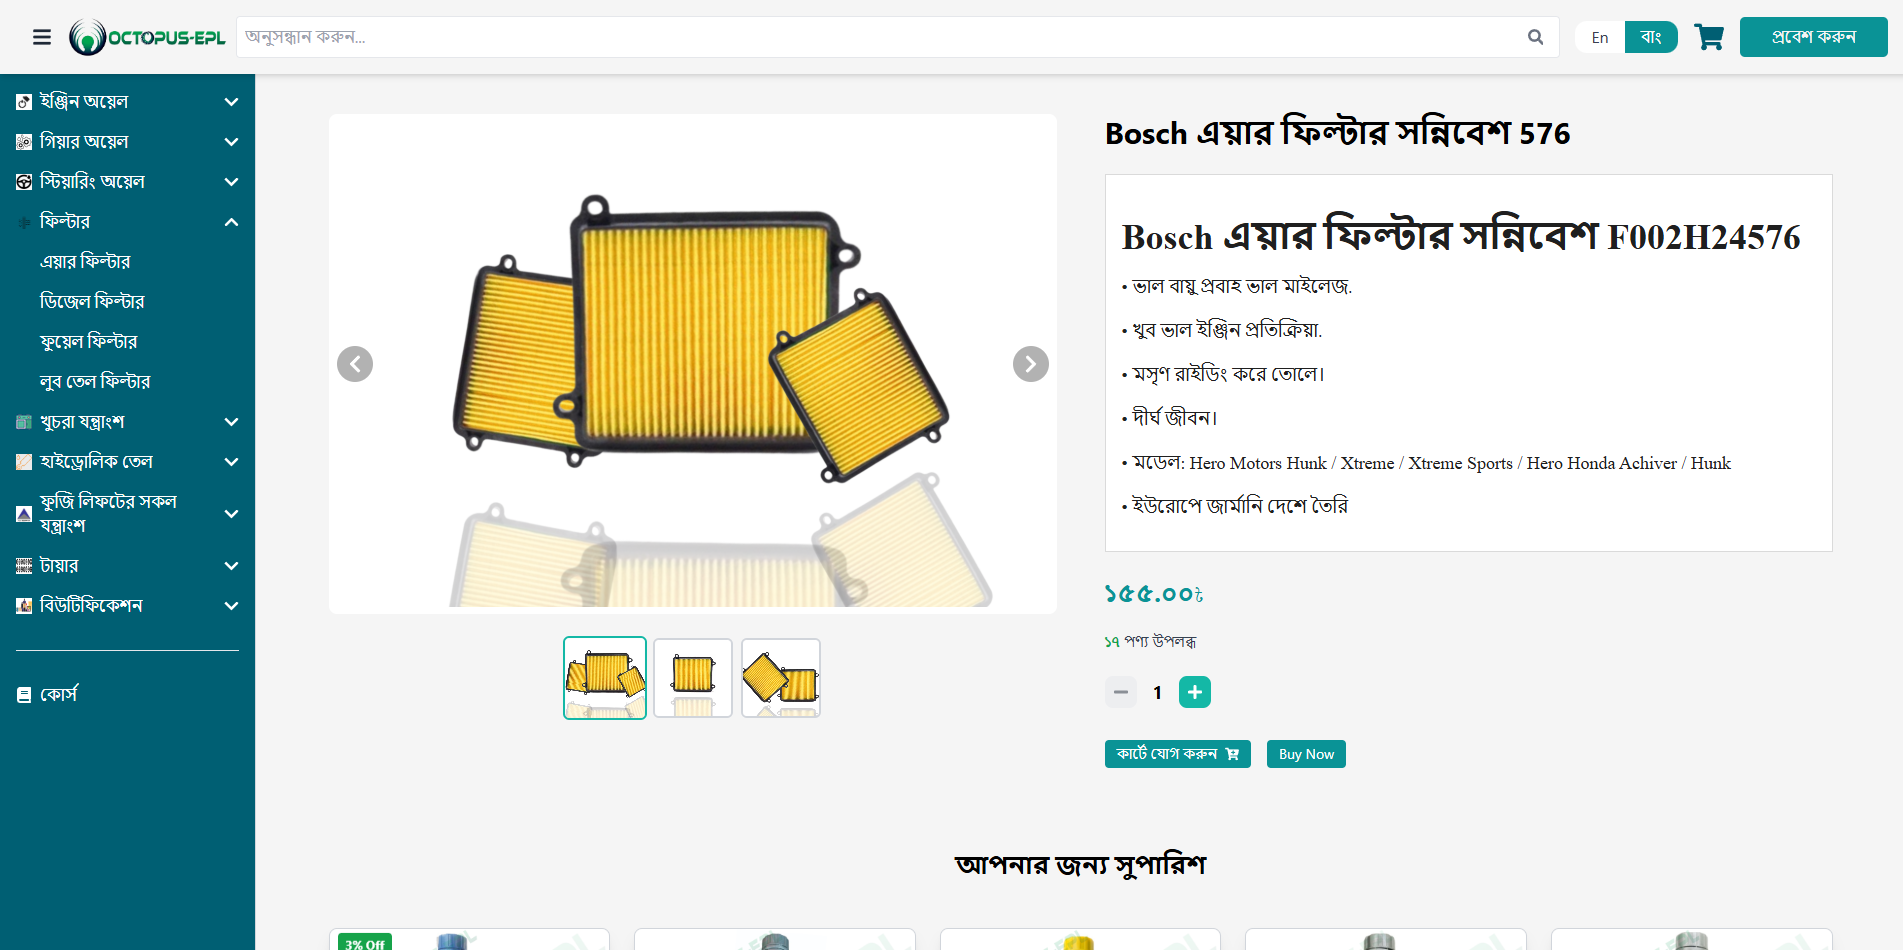 OCTOPUS-EPL
অনুসন্ধান করুন...
En
বাং
প্রবেশ করুন
ইঞ্জিন অয়েল
গিয়ার অয়েল
স্টিয়ারিং অয়েল
ফিল্টার
এয়ার ফিল্টার
ডিজেল ফিল্টার
ফুয়েল ফিল্টার
লুব তেল ফিল্টার
খুচরা যন্ত্রাংশ
হাইড্রোলিক তেল
ফুজি লিফটের সকল
যন্ত্রাংশ
টায়ার
বিউটিফিকেশন
কোর্স
Bosch এয়ার ফিল্টার সন্নিবেশ 576
Bosch এয়ার ফিল্টার সন্নিবেশ F002H24576
• ভাল বায়ু প্রবাহ ভাল মাইলেজ.
• খুব ভাল ইঞ্জিন প্রতিক্রিয়া.
• মসৃণ রাইডিং করে তোলে।
• দীর্ঘ জীবন।
• মডেল: Hero Motors Hunk / Xtreme / Xtreme Sports / Hero Honda Achiver / Hunk
• ইউরোপে জার্মানি দেশে তৈরি
১৫৫.০০৳
১৭ পণ্য উপলব্ধ
1
কার্টে যোগ করুন
Buy Now
আপনার জন্য সুপারিশ
3% Off